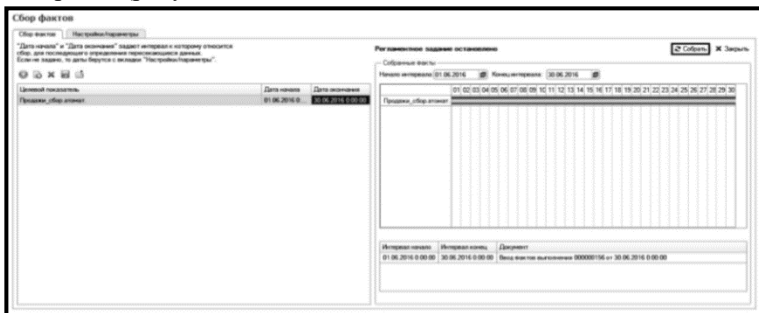 Сбор фактов
Сбор фактов
Настройки/параметры
"Дата начала" и "Дата окончания" задают интервал к которому относится
сбор, для последующего определения пересекающихся данных.
Если не задано, то даты берутся с вкладки "Настройки/параметры".
Целевой показатель
Дата начала
Дата окончания
Продажи_сбор атомат
01.06.2016 0...
30.06.2016 0:00:00
Регламентное задание остановлено
Собрать
Закрыть
Собранные факты
Начало интервала: 01.06.2016
Конец интервала: 30.06.2016
01 02 03 04 05 06 07 08 09 10 11 12 13 14 15 16 17 18 19 20 21 22 23 24 25 26 27 28 29 30
Продажи_сбор атомат
Интервал начало
Интервал конец
Документ
01.06.2016 0:00:00
30.06.2016 0:00:00
Ввод фактов выполнения 000000156 от 30.06.2016 0:00:00